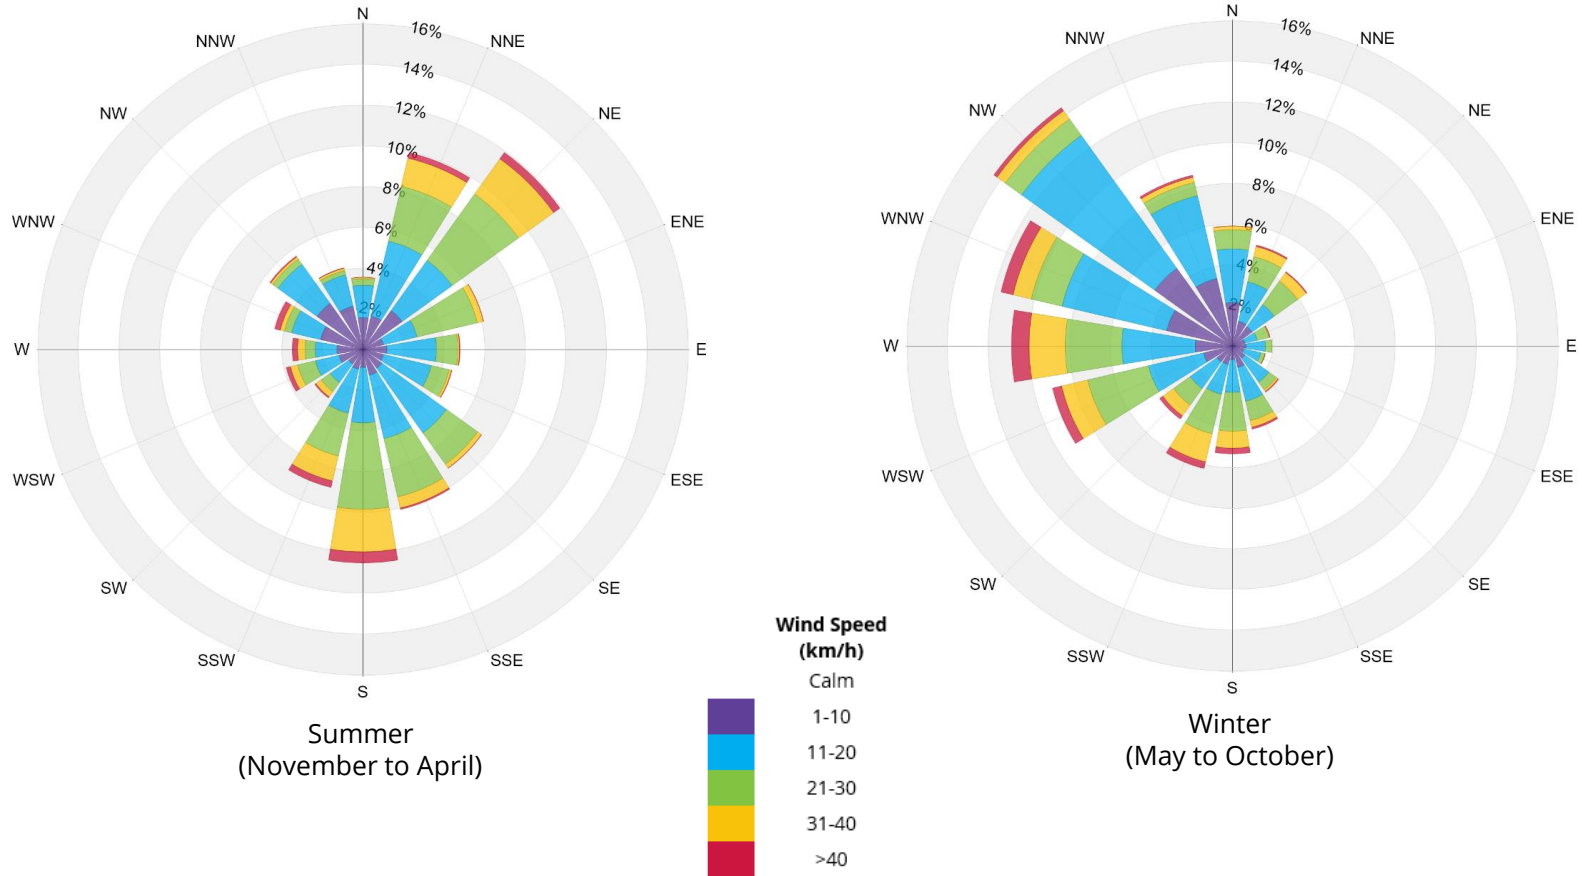 N
NNE
NE
ENE
E
ESE
SE
SSE
S
SSW
SW
WSW
W
WNW
NW
NNW
16%
14%
12%
10%
8%
6%
4%
2%
Summer
(November to April)
N
NNE
NE
ENE
E
ESE
SE
SSE
S
SSW
SW
WSW
W
WNW
NW
NNW
16%
14%
12%
10%
8%
6%
4%
2%
Winter
(May to October)
Wind Speed
(km/h)
Calm
1-10
11-20
21-30
31-40
>40